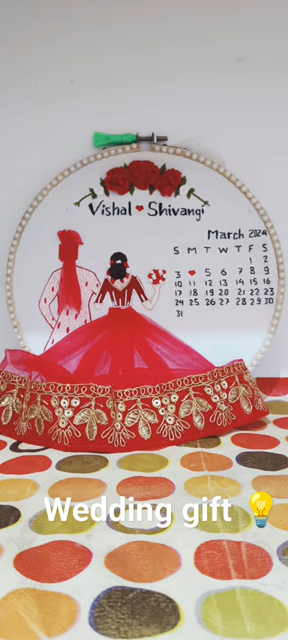 Vishal ♥ Shivangi
March 2024
S M T W T F S
1 2
3 ♥ 5 6 7 8 9
10 11 12 13 14 15 16
17 18 19 20 21 22 23
24 25 26 27 28 29 30
31
Wedding gift 💡